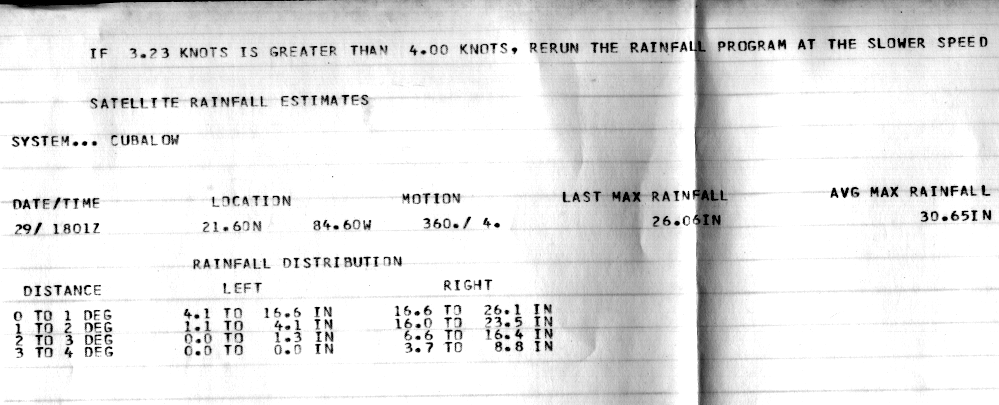 IF 3.23 KNOTS IS GREATER THAN 4.00 KNOTS, RERUN THE RAINFALL PROGRAM AT THE SLOWER SPEED
SATELLITE RAINFALL ESTIMATES
SYSTEM... CUBALOW
DATE/TIME LOCATION MOTION LAST MAX RAINFALL AVG MAX RAINFALL
29/ 1801Z 21.60N 84.60W 360./ 4. 26.06IN 30.65IN
RAINFALL DISTRIBUTION
DISTANCE LEFT RIGHT
0 TO 1 DEG 4.1 TO 16.6 IN 16.6 TO 26.1 IN
1 TO 2 DEG 1.1 TO 4.1 IN 16.0 TO 23.5 IN
2 TO 3 DEG 0.0 TO 1.3 IN 6.6 TO 16.4 IN
3 TO 4 DEG 0.0 TO 0.0 IN 3.7 TO 8.8 IN